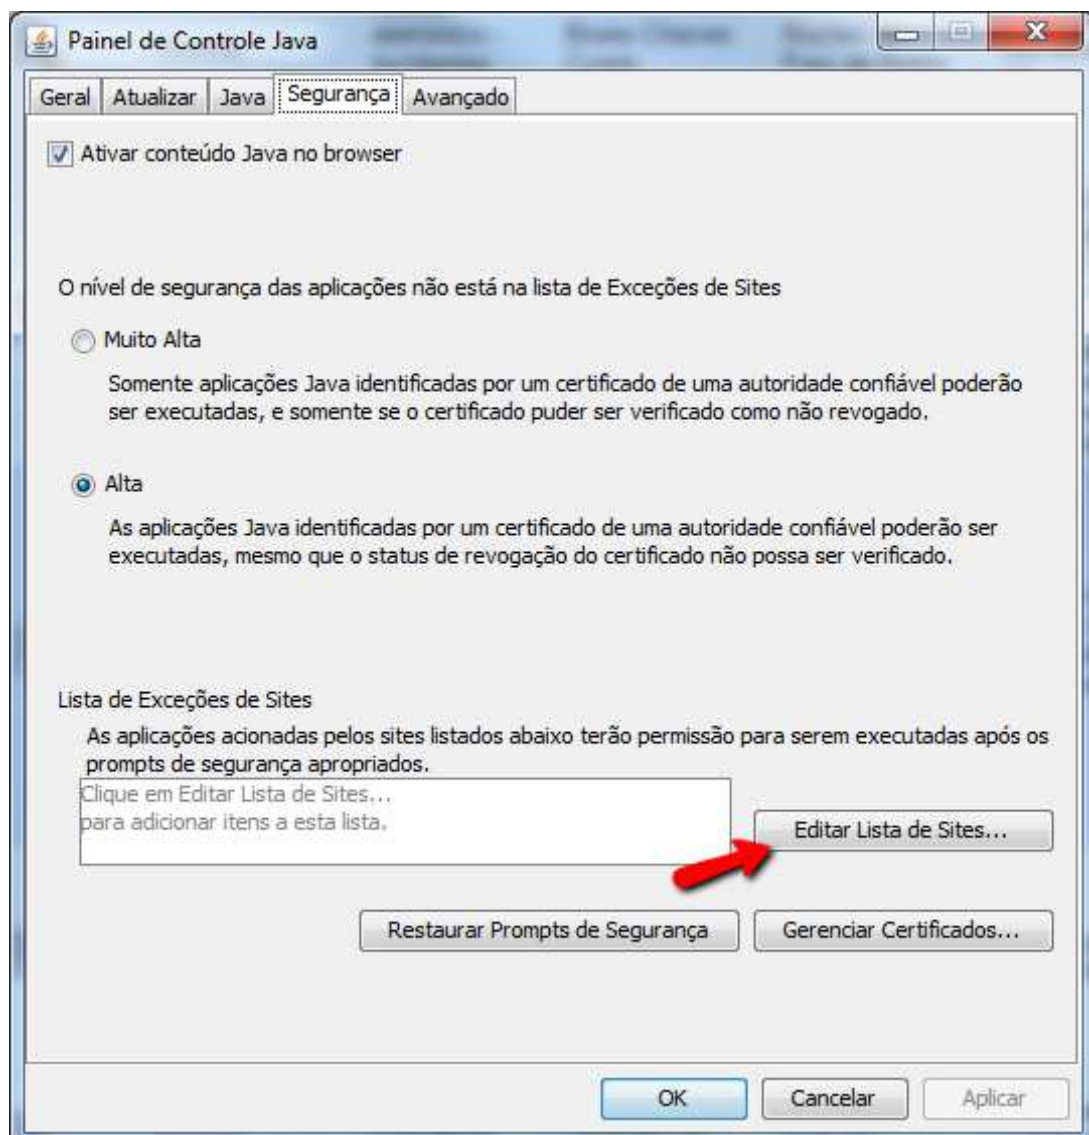 Painel de Controle Java
Geral Atualizar Java Segurança Avançado
Ativar conteúdo Java no browser
O nível de segurança das aplicações não está na lista de Exceções de Sites
Muito Alta
Somente aplicações Java identificadas por um certificado de uma autoridade confiável poderão
ser executadas, e somente se o certificado puder ser verificado como não revogado.
Alta
As aplicações Java identificadas por um certificado de uma autoridade confiável poderão ser
executadas, mesmo que o status de revogação do certificado não possa ser verificado.
Lista de Exceções de Sites
As aplicações acionadas pelos sites listados abaixo terão permissão para serem executadas após os
prompts de segurança apropriados.
Clique em Editar Lista de Sites...
para adicionar itens a esta lista.
Editar Lista de Sites...
Restaurar Prompts de Segurança Gerenciar Certificados...
OK Cancelar Aplicar